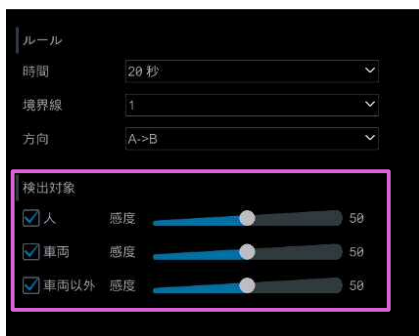 ルール
時間 20 秒
境界線 1
方向 A->B
検出対象
人 感度 50
車両 感度 50
車両以外 感度 50